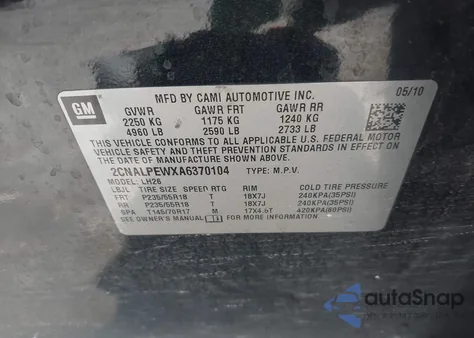 GM
MFD BY CAMI AUTOMOTIVE INC.
05/10
GVWR GAWR FRT GAWR RR
2250 KG 1175 KG 1240 KG
4960 LB 2590 LB 2733 LB
THIS VEHICLE CONFORMS TO ALL APPLICABLE U.S. FEDERAL MOTOR
VEHICLE SAFETY, BUMPER, AND THEFT PREVENTION STANDARDS IN
EFFECT ON THE DATE OF MANUFACTURE SHOWN ABOVE.
2CNALPEWXA6370104 TYPE: M.P.V.
MODEL: LH26
LBJL TIRE SIZE SPEED RTG RIM COLD TIRE PRESSURE
FRT P235/55R18 T 18X7J 240KPA(35PSI)
RR P235/55R18 T 18X7J 240KPA(35PSI)
SPA T145/70R17 M 17X4.5T 420KPA(60PSI)
SEE OWNER'S MANUAL
autoSnap